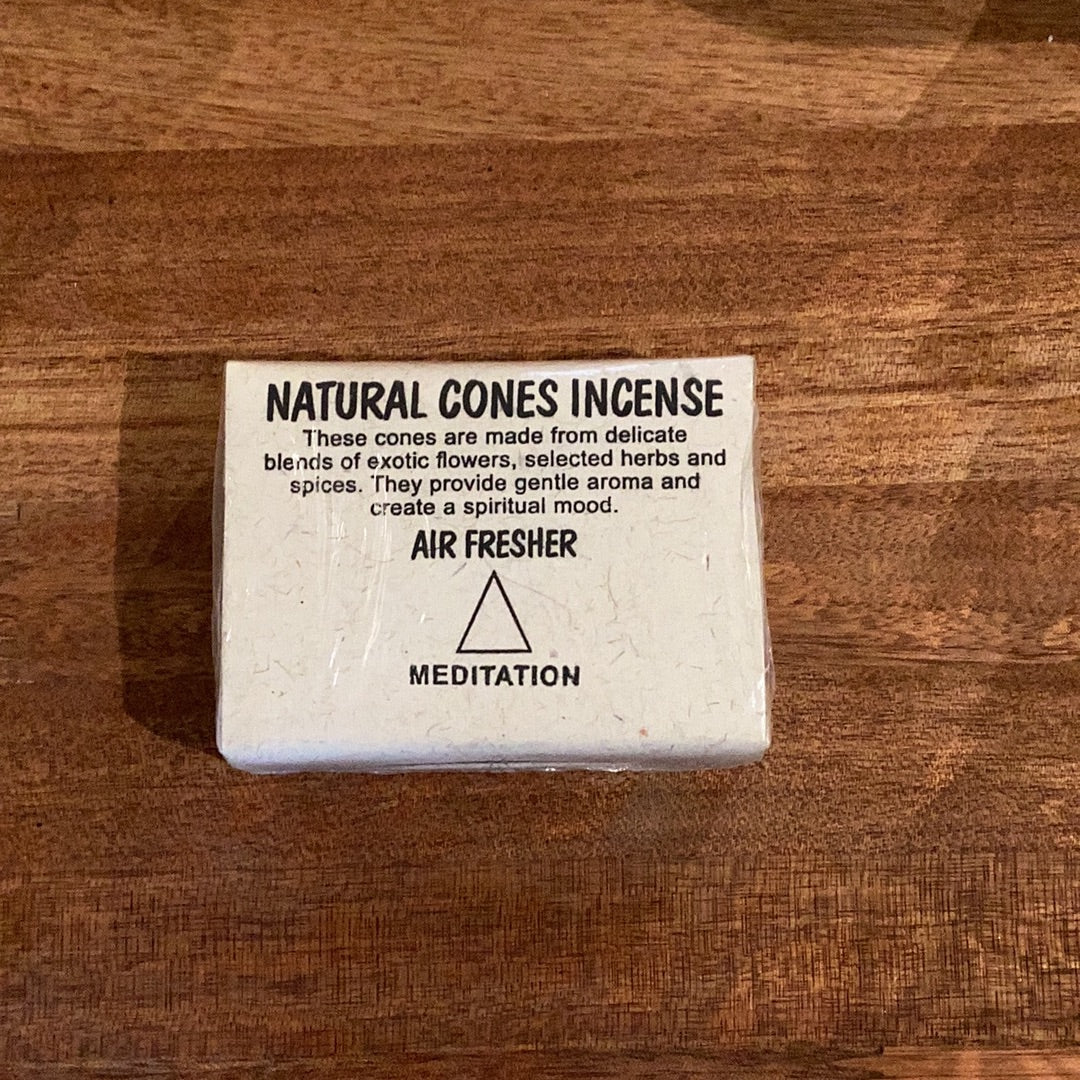 NATURAL CONES INCENSE
These cones are made from delicate
blends of exotic flowers, selected herbs and
spices. They provide gentle aroma and
create a spiritual mood.
AIR FRESHER
MEDITATION